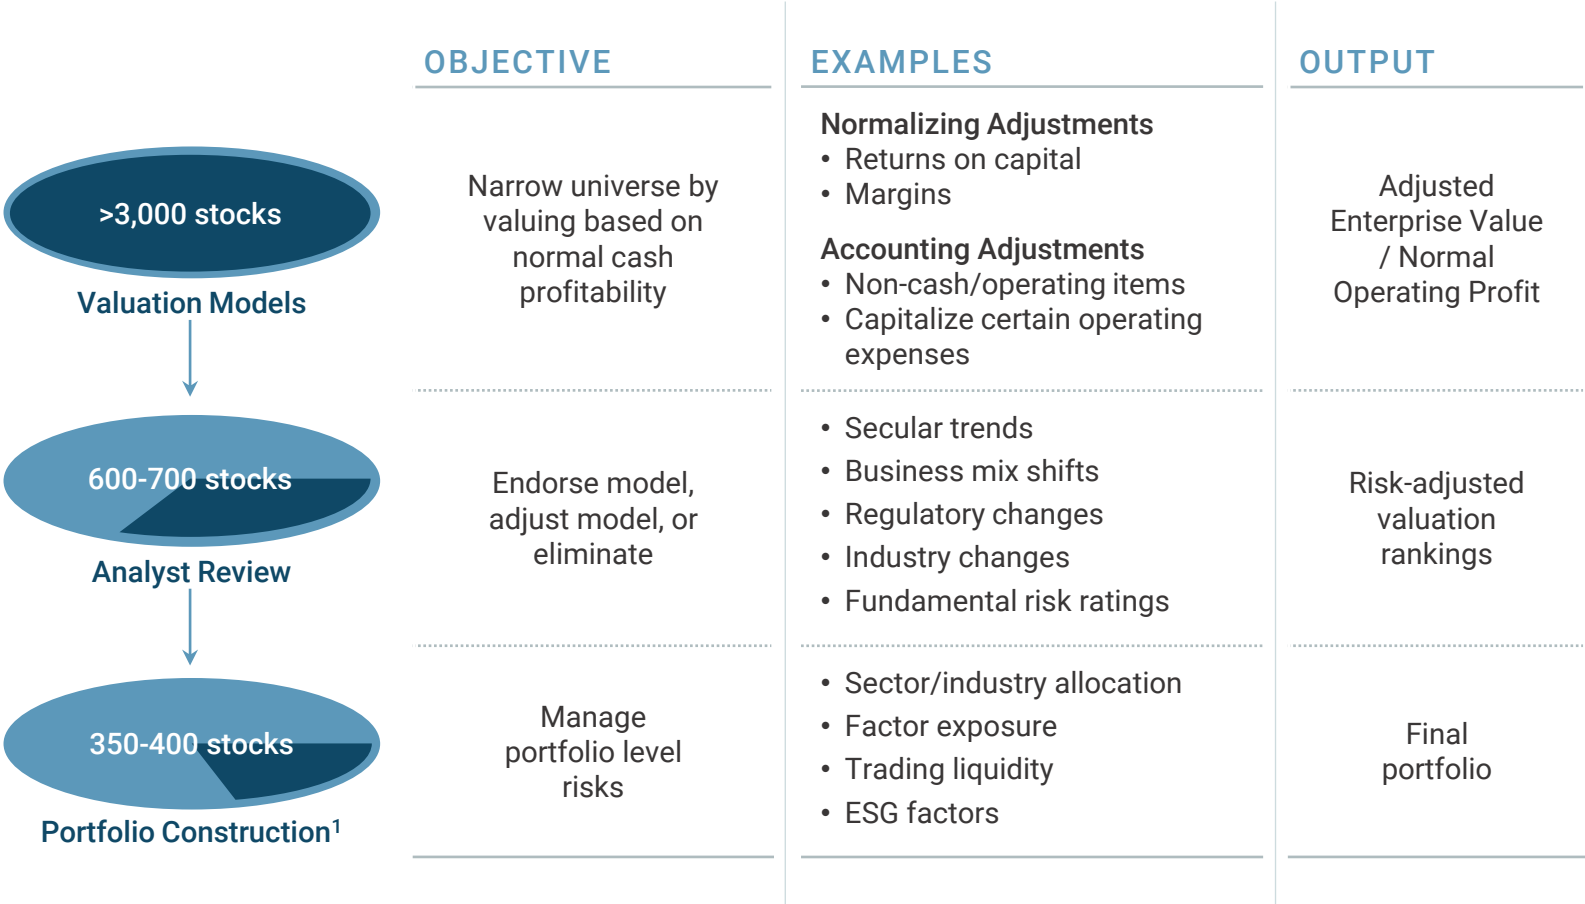 OBJECTIVE
EXAMPLES
OUTPUT
>3,000 stocks
Valuation Models
Narrow universe by
valuing based on
normal cash
profitability
Normalizing Adjustments
• Returns on capital
• Margins
Accounting Adjustments
• Non-cash/operating items
• Capitalize certain operating
expenses
Adjusted
Enterprise Value
/ Normal
Operating Profit
600-700 stocks
Analyst Review
Endorse model,
adjust model, or
eliminate
• Secular trends
• Business mix shifts
• Regulatory changes
• Industry changes
• Fundamental risk ratings
Risk-adjusted
valuation
rankings
350-400 stocks
Portfolio Construction¹
Manage
portfolio level
risks
• Sector/industry allocation
• Factor exposure
• Trading liquidity
• ESG factors
Final
portfolio